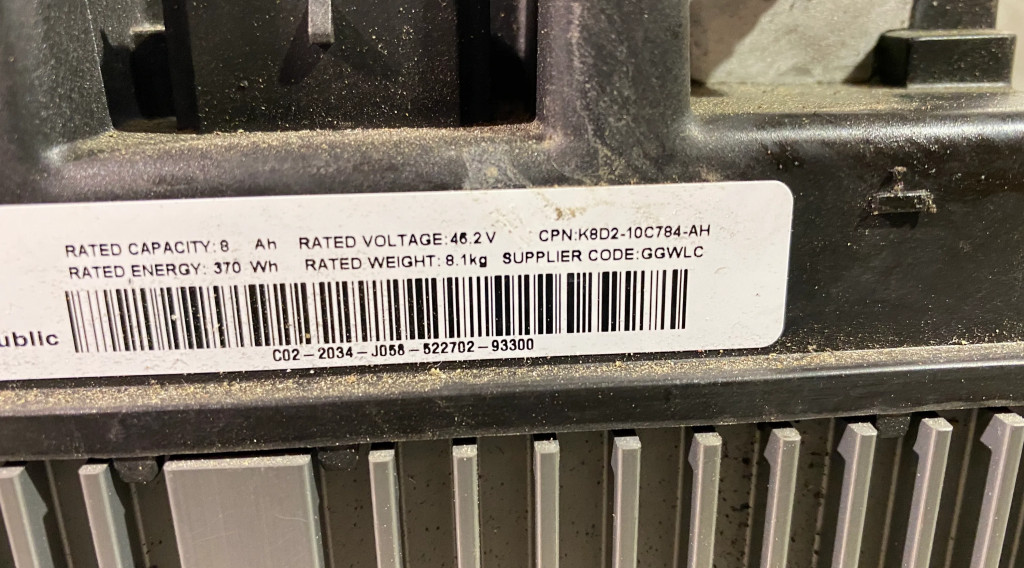 RATED CAPACITY: 8 Ah RATED VOLTAGE: 46.2 V CPN:K8D2-10C784-AH
RATED ENERGY: 370 Wh RATED WEIGHT: 8.1kg SUPPLIER CODE:GGWLC
ublic
C02-2034-J058-522702-93300